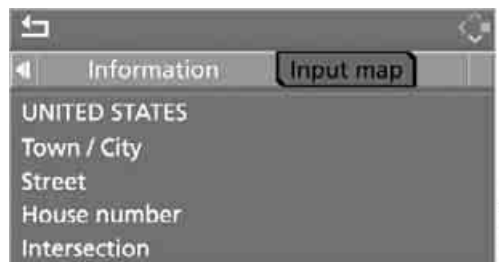 Information Input map
UNITED STATES
Town / City
Street
House number
Intersection